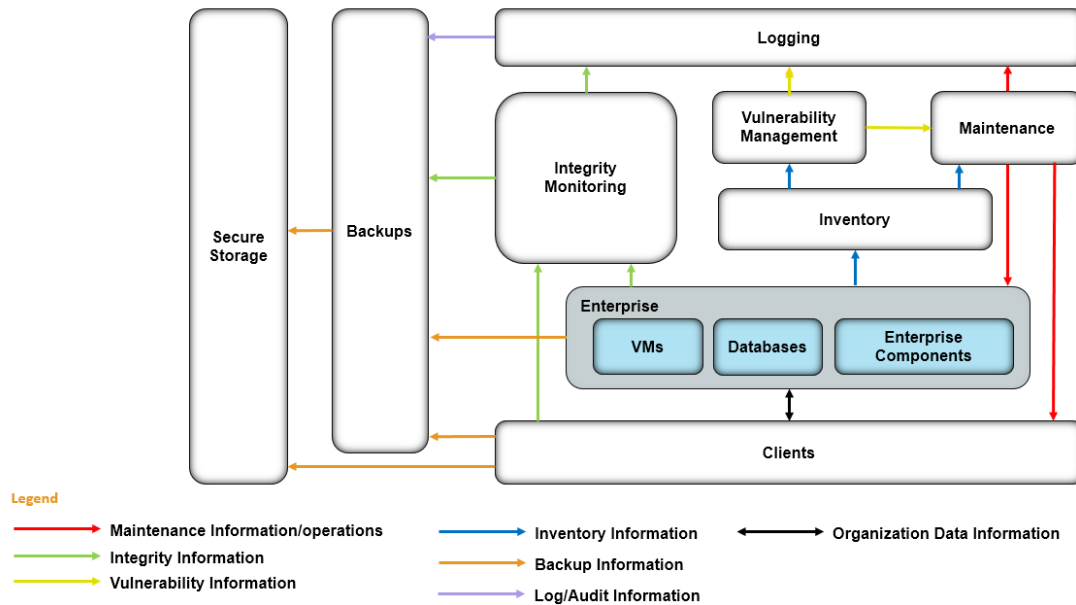 Logging
Vulnerability
Management
Maintenance
Integrity
Monitoring
Inventory
Secure
Storage
Backups
Enterprise
VMs
Databases
Enterprise
Components
Clients
Legend
Maintenance Information/operations
Integrity Information
Vulnerability Information
Inventory Information
Backup Information
Log/Audit Information
Organization Data Information